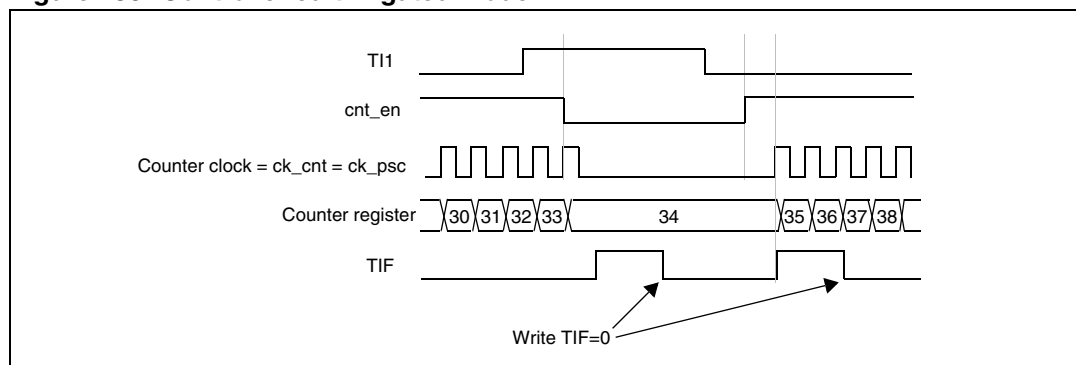 TI1
cnt_en
Counter clock = ck_cnt = ck_psc
Counter register 30 31 32 33 34 35 36 37 38
TIF
Write TIF=0